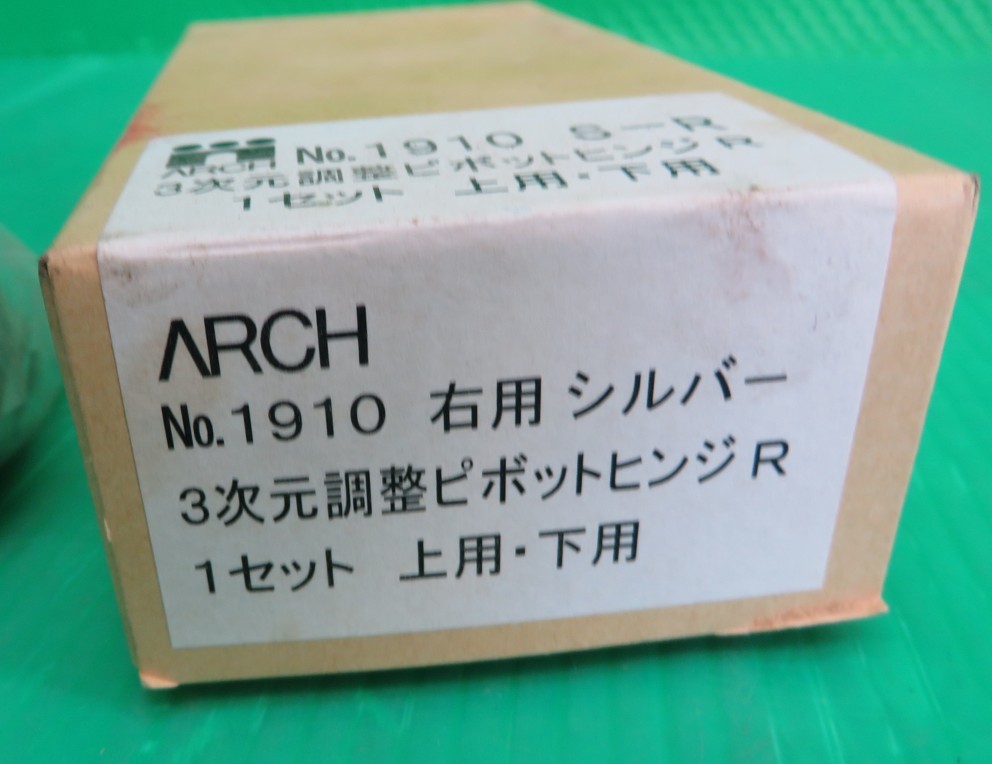 ARCH No.1910 S-R
3次元調整ピボットヒンジR
1セット 上用・下用
ARCH
No.1910 右用 シルバー
3次元調整ピボットヒンジR
1セット 上用・下用